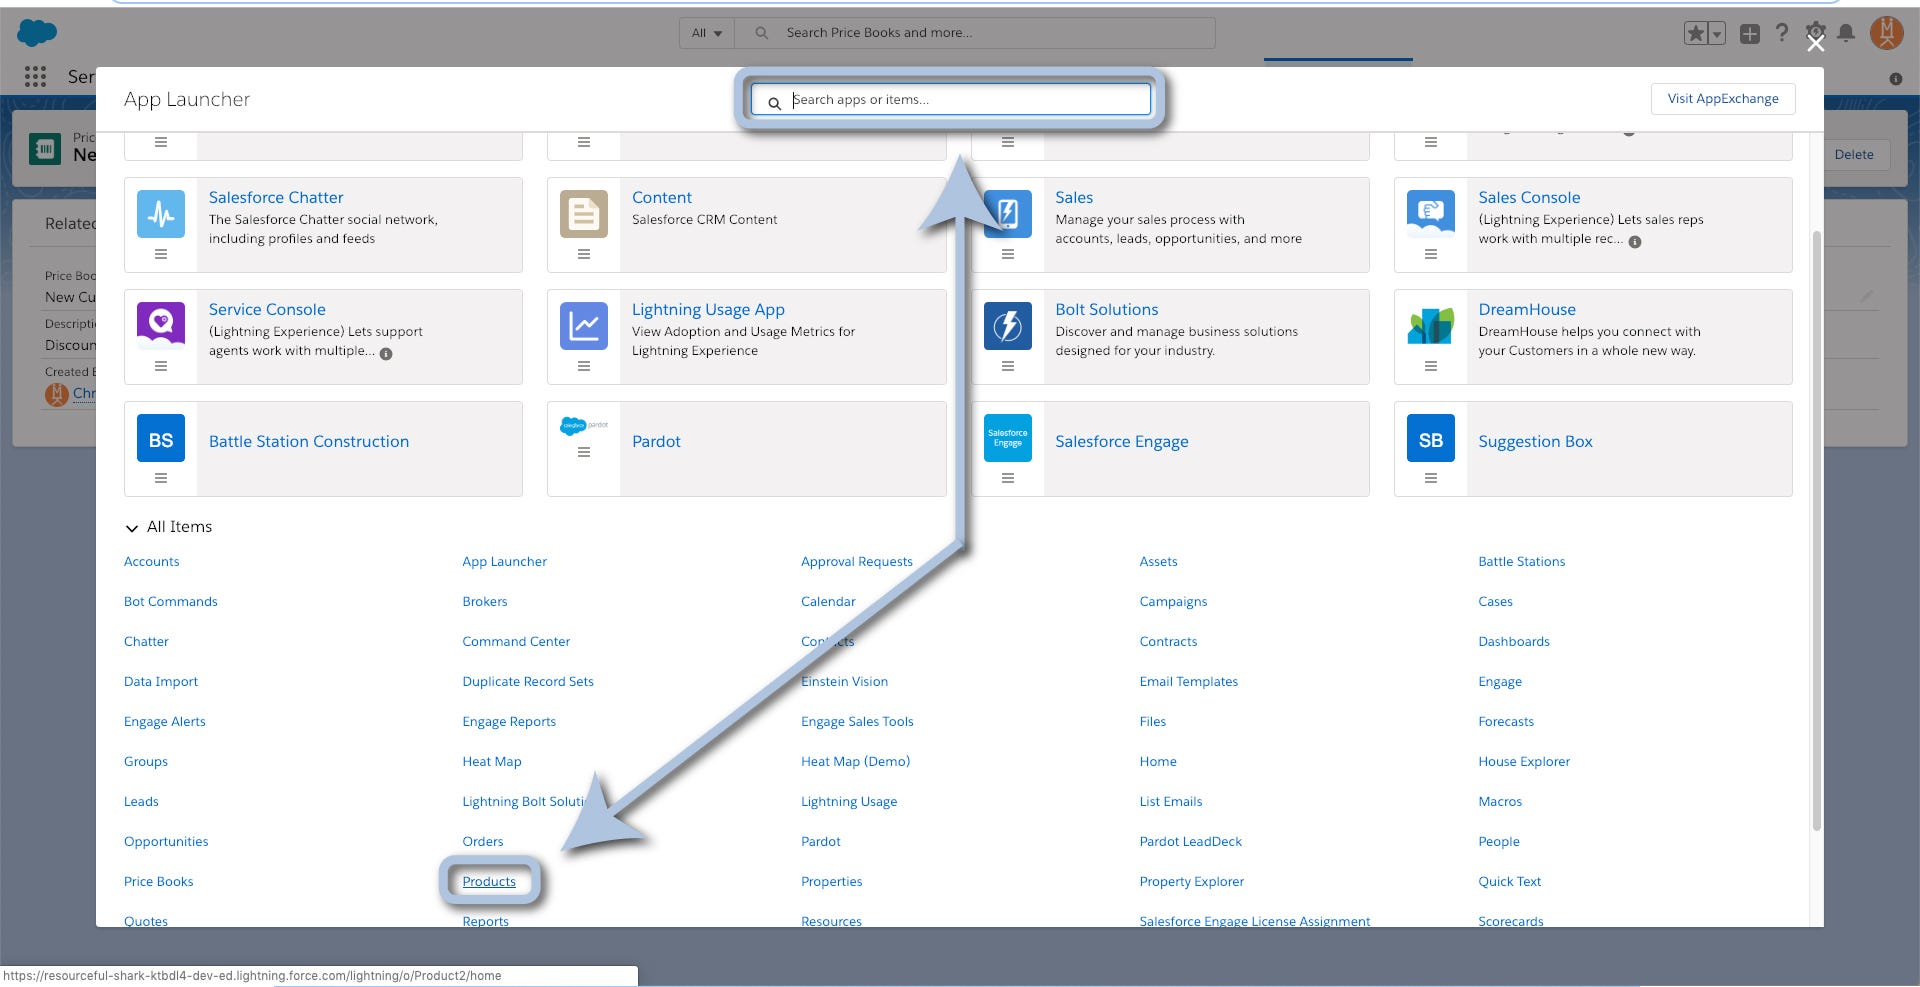 All
Search Price Books and more...
Ser
App Launcher
Search apps or items...
Visit AppExchange
Pric
Ne
Delete
Related
Price Boo
New Cu
Descripti
Discoun
Created B
Chr
Salesforce Chatter
The Salesforce Chatter social network,
including profiles and feeds
Content
Salesforce CRM Content
Sales
Manage your sales process with
accounts, leads, opportunities, and more
Sales Console
(Lightning Experience) Lets sales reps
work with multiple rec...
Service Console
(Lightning Experience) Lets support
agents work with multiple...
Lightning Usage App
View Adoption and Usage Metrics for
Lightning Experience
Bolt Solutions
Discover and manage business solutions
designed for your industry.
DreamHouse
DreamHouse helps you connect with
your Customers in a whole new way.
BS
Battle Station Construction
salesforce pardot
Pardot
Salesforce
Engage
Salesforce Engage
SB
Suggestion Box
All Items
Accounts
App Launcher
Approval Requests
Assets
Battle Stations
Bot Commands
Brokers
Calendar
Campaigns
Cases
Chatter
Command Center
Contacts
Contracts
Dashboards
Data Import
Duplicate Record Sets
Einstein Vision
Email Templates
Engage
Engage Alerts
Engage Reports
Engage Sales Tools
Files
Forecasts
Groups
Heat Map
Heat Map (Demo)
Home
House Explorer
Leads
Lightning Bolt Soluti
Lightning Usage
List Emails
Macros
Opportunities
Orders
Pardot
Pardot LeadDeck
People
Price Books
Products
Properties
Property Explorer
Quick Text
Quotes
Reports
Resources
Salesforce Engage License Assignment
Scorecards
https://resourceful-shark-ktbdl4-dev-ed.lightning.force.com/lightning/o/Product2/home